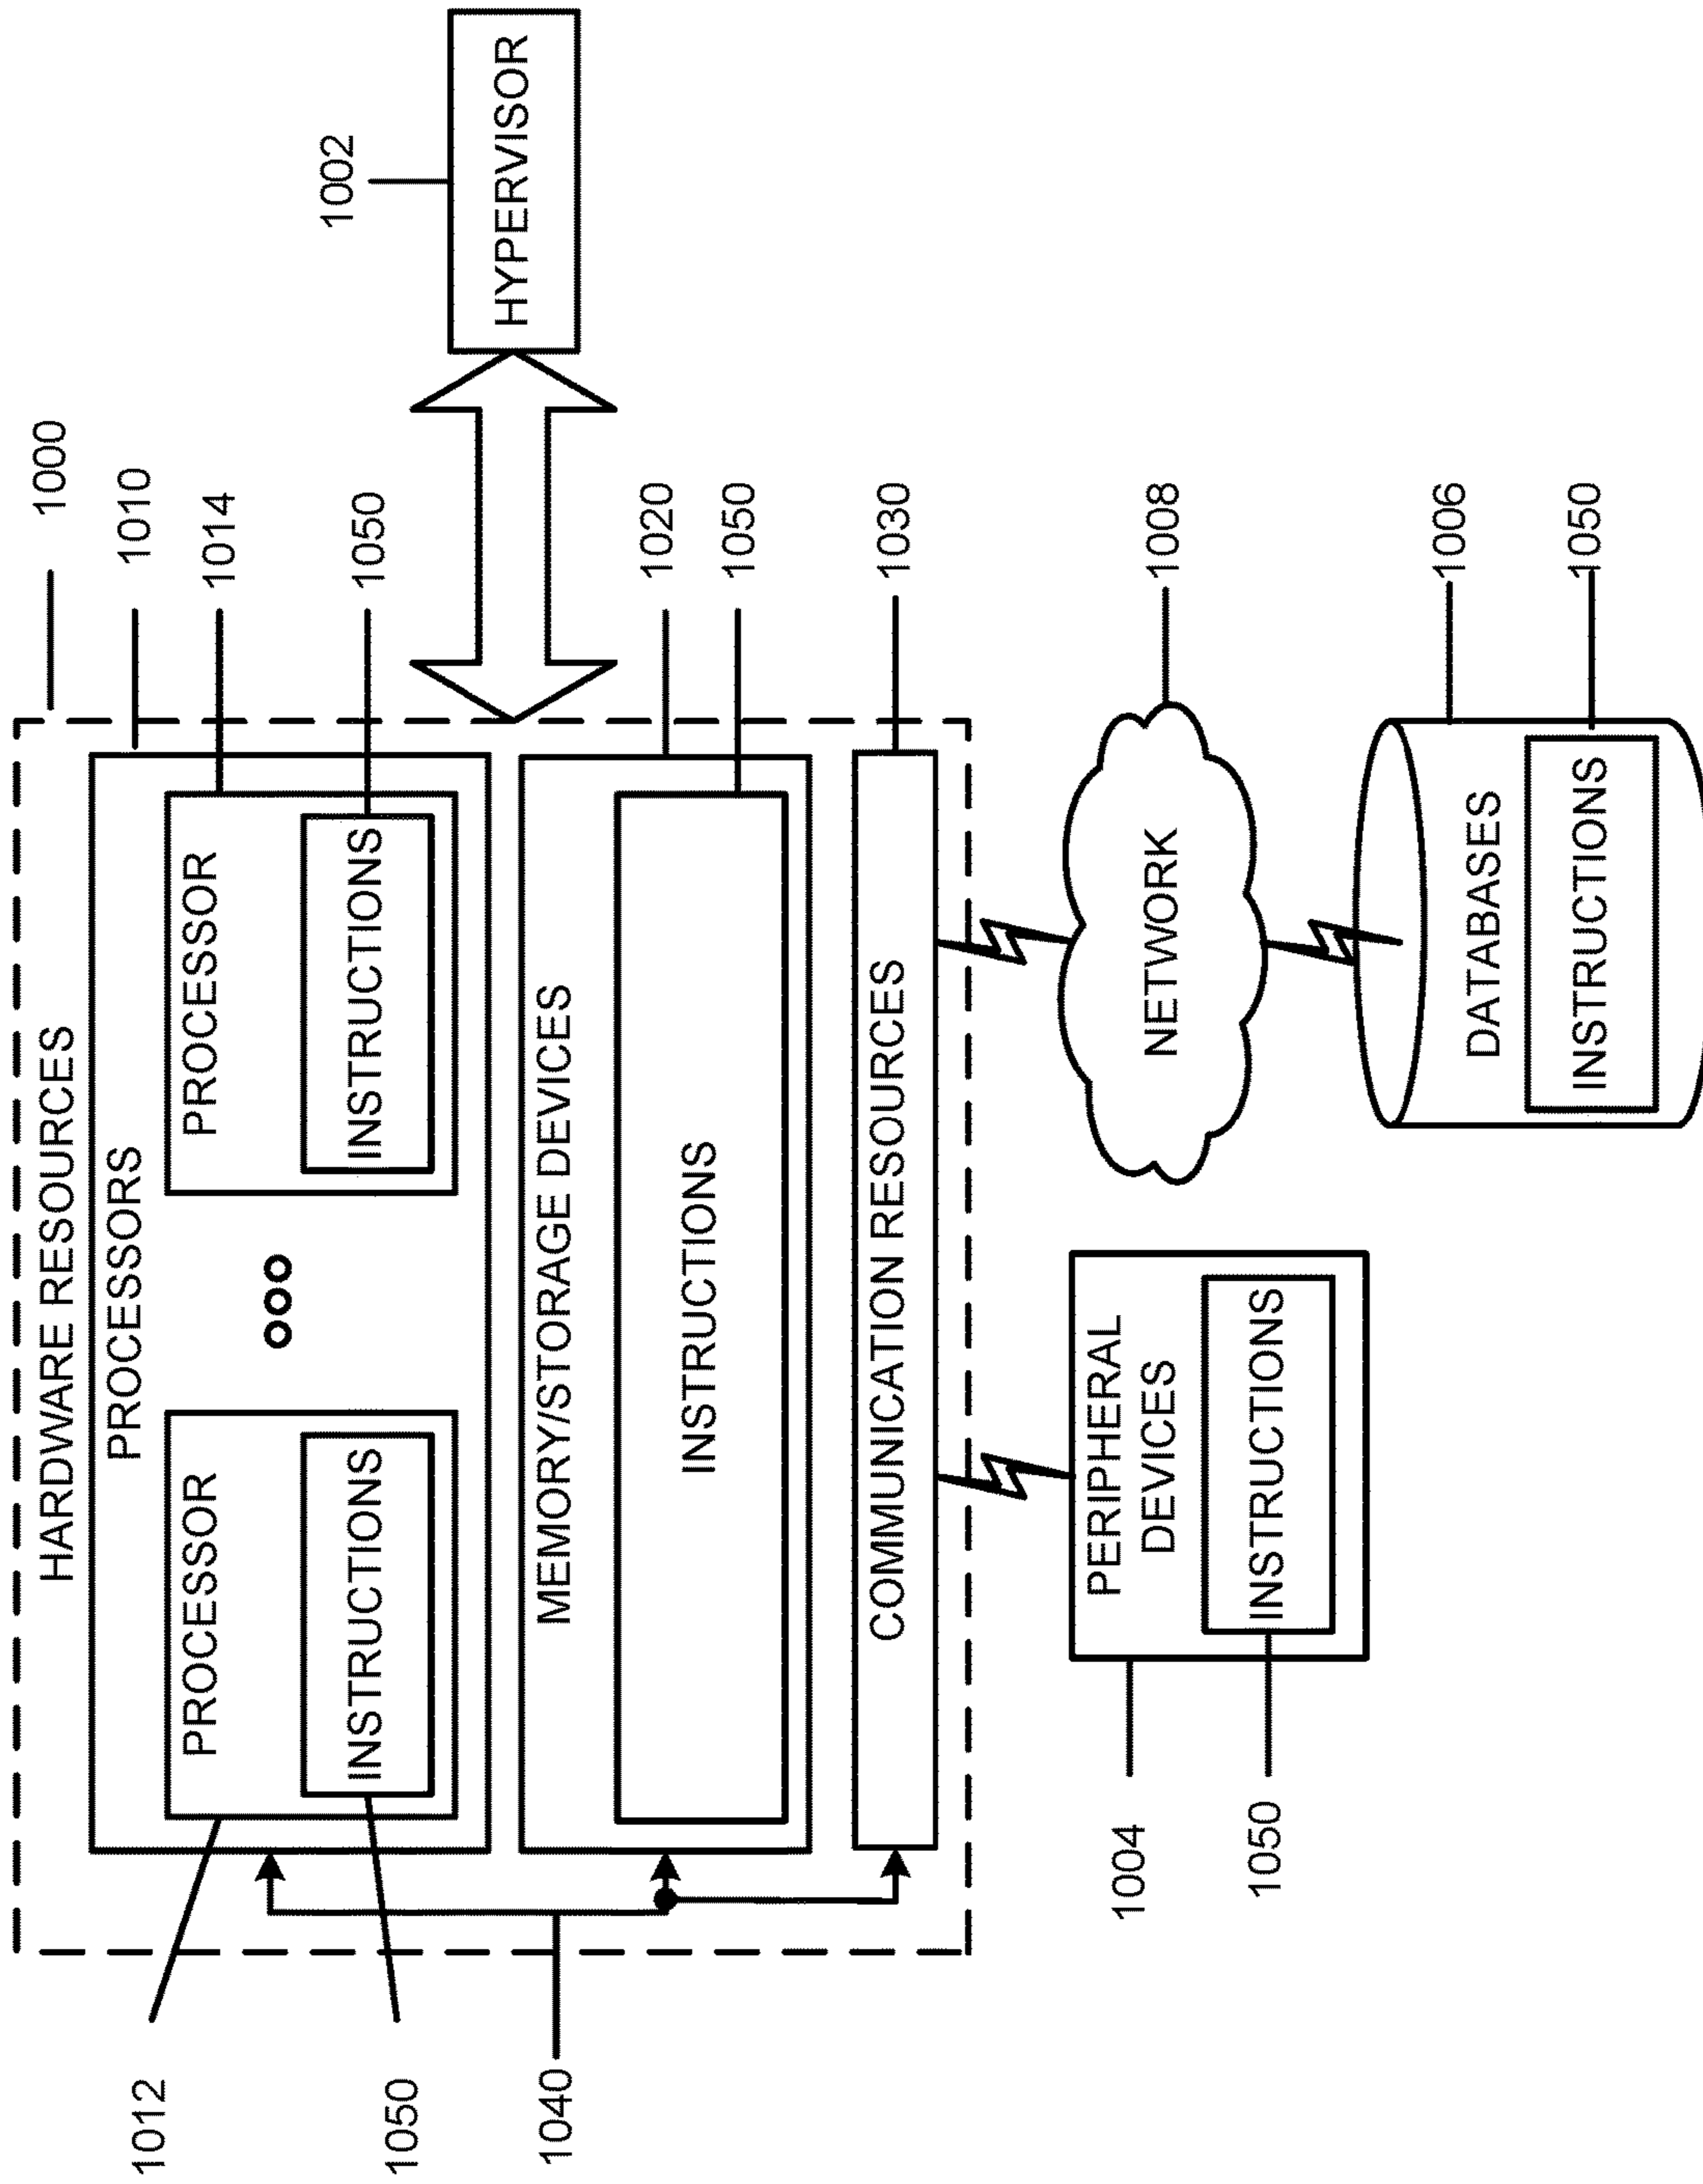 HARDWARE RESOURCES
1000
PROCESSORS
1010
1012
PROCESSOR
INSTRUCTIONS
1050
PROCESSOR
1014
INSTRUCTIONS
1050
1002
HYPERVISOR
1040
MEMORY/STORAGE DEVICES
1020
INSTRUCTIONS
1050
COMMUNICATION RESOURCES
1030
1004
PERIPHERAL
DEVICES
INSTRUCTIONS
1050
NETWORK
1008
DATABASES
1006
INSTRUCTIONS
1050